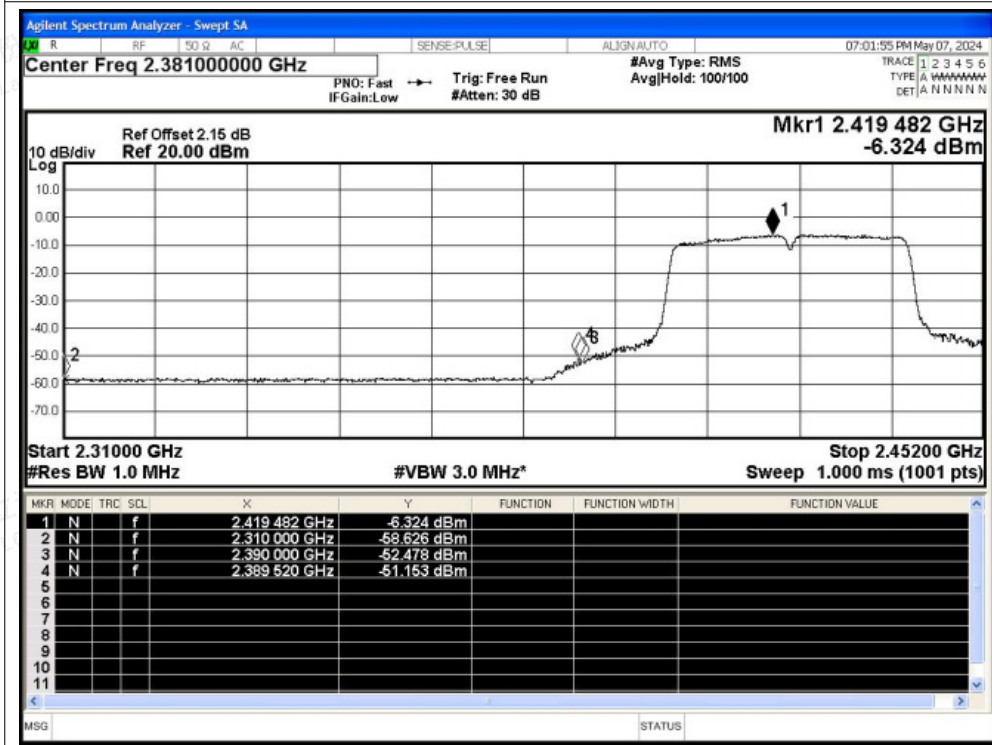 Agilent Spectrum Analyzer - Swept SA
LXI R RF 50 Ω AC SENSE:PULSE ALIGN AUTO 07:01:55 PM May 07, 2024
Center Freq 2.381000000 GHz
PNO: Fast
IFGain:Low
Trig: Free Run
#Atten: 30 dB
#Avg Type: RMS
Avg|Hold: 100/100
TRACE 1 2 3 4 5 6
TYPE A WWWWW
DET A N N N N N
Mkr1 2.419 482 GHz
-6.324 dBm
Ref Offset 2.15 dB
10 dB/div Ref 20.00 dBm
Log
10.0
0.00
-10.0
-20.0
-30.0
-40.0
-50.0
-60.0
-70.0
1
2
4
3
Start 2.31000 GHz Stop 2.45200 GHz
#Res BW 1.0 MHz #VBW 3.0 MHz* Sweep 1.000 ms (1001 pts)
MKR MODE TRC SCL X Y FUNCTION FUNCTION WIDTH FUNCTION VALUE
1 N f 2.419 482 GHz -6.324 dBm
2 N f 2.310 000 GHz -58.626 dBm
3 N f 2.390 000 GHz -52.478 dBm
4 N f 2.389 520 GHz -51.153 dBm
5
6
7
8
9
10
11
MSG STATUS